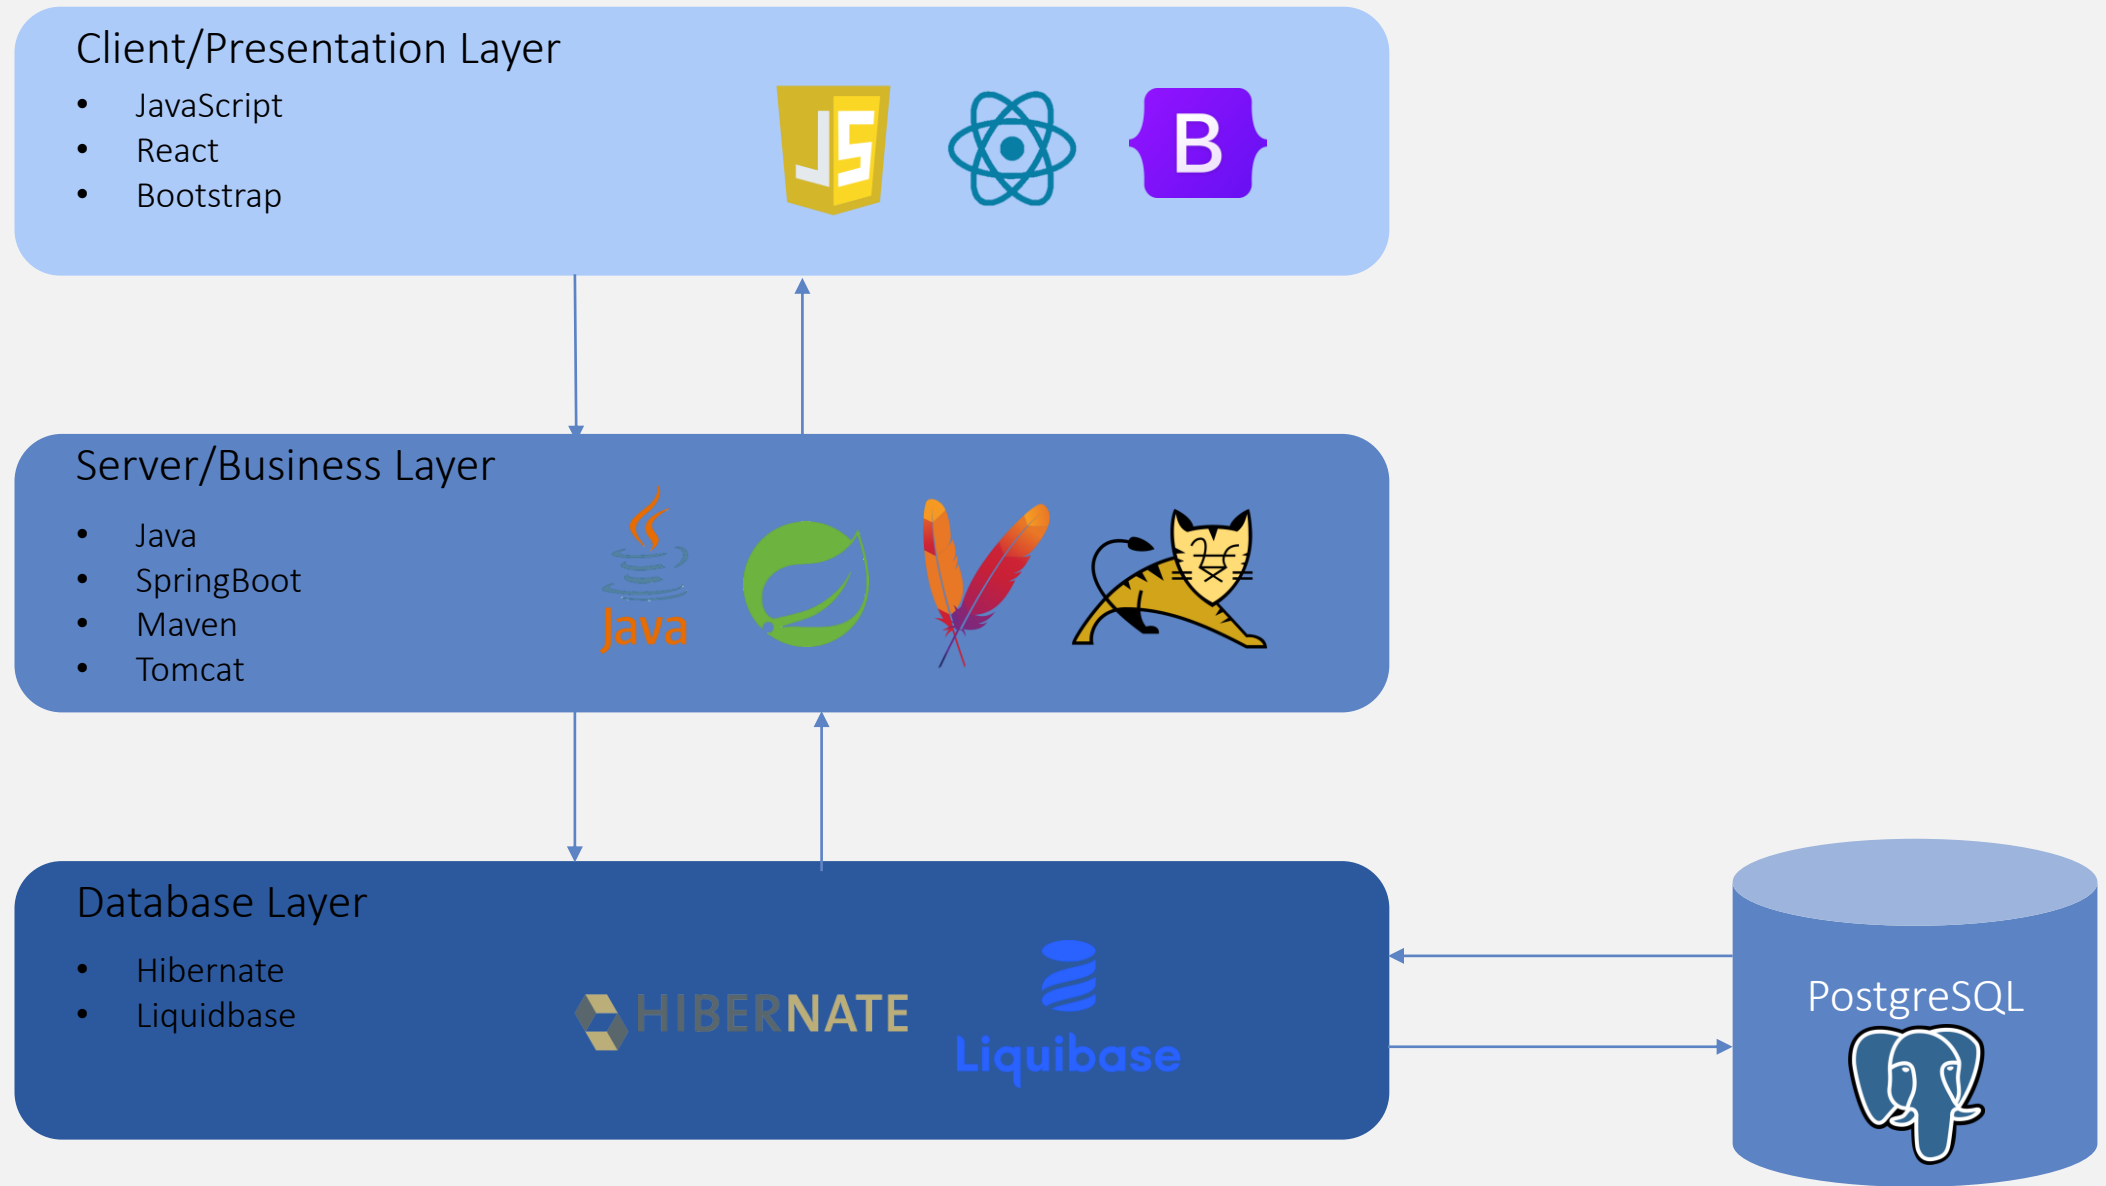 Client/Presentation Layer
• JavaScript
• React
• Bootstrap
JS
B
Server/Business Layer
• Java
• SpringBoot
• Maven
• Tomcat
Java
Database Layer
• Hibernate
• Liquidbase
HIBERNATE
Liquibase
PostgreSQL